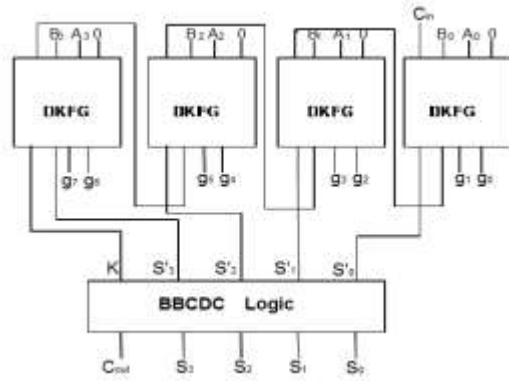 Cin
B3 A3 0 B2 A2 0 B1 A1 0 B0 A0 0
DKFG DKFG DKFG DKFG
g7 g6 g5 g4 g3 g2 g1 g0
K S'3 S'2 S'1 S'0
BBCDC Logic
Cout S3 S2 S1 S0